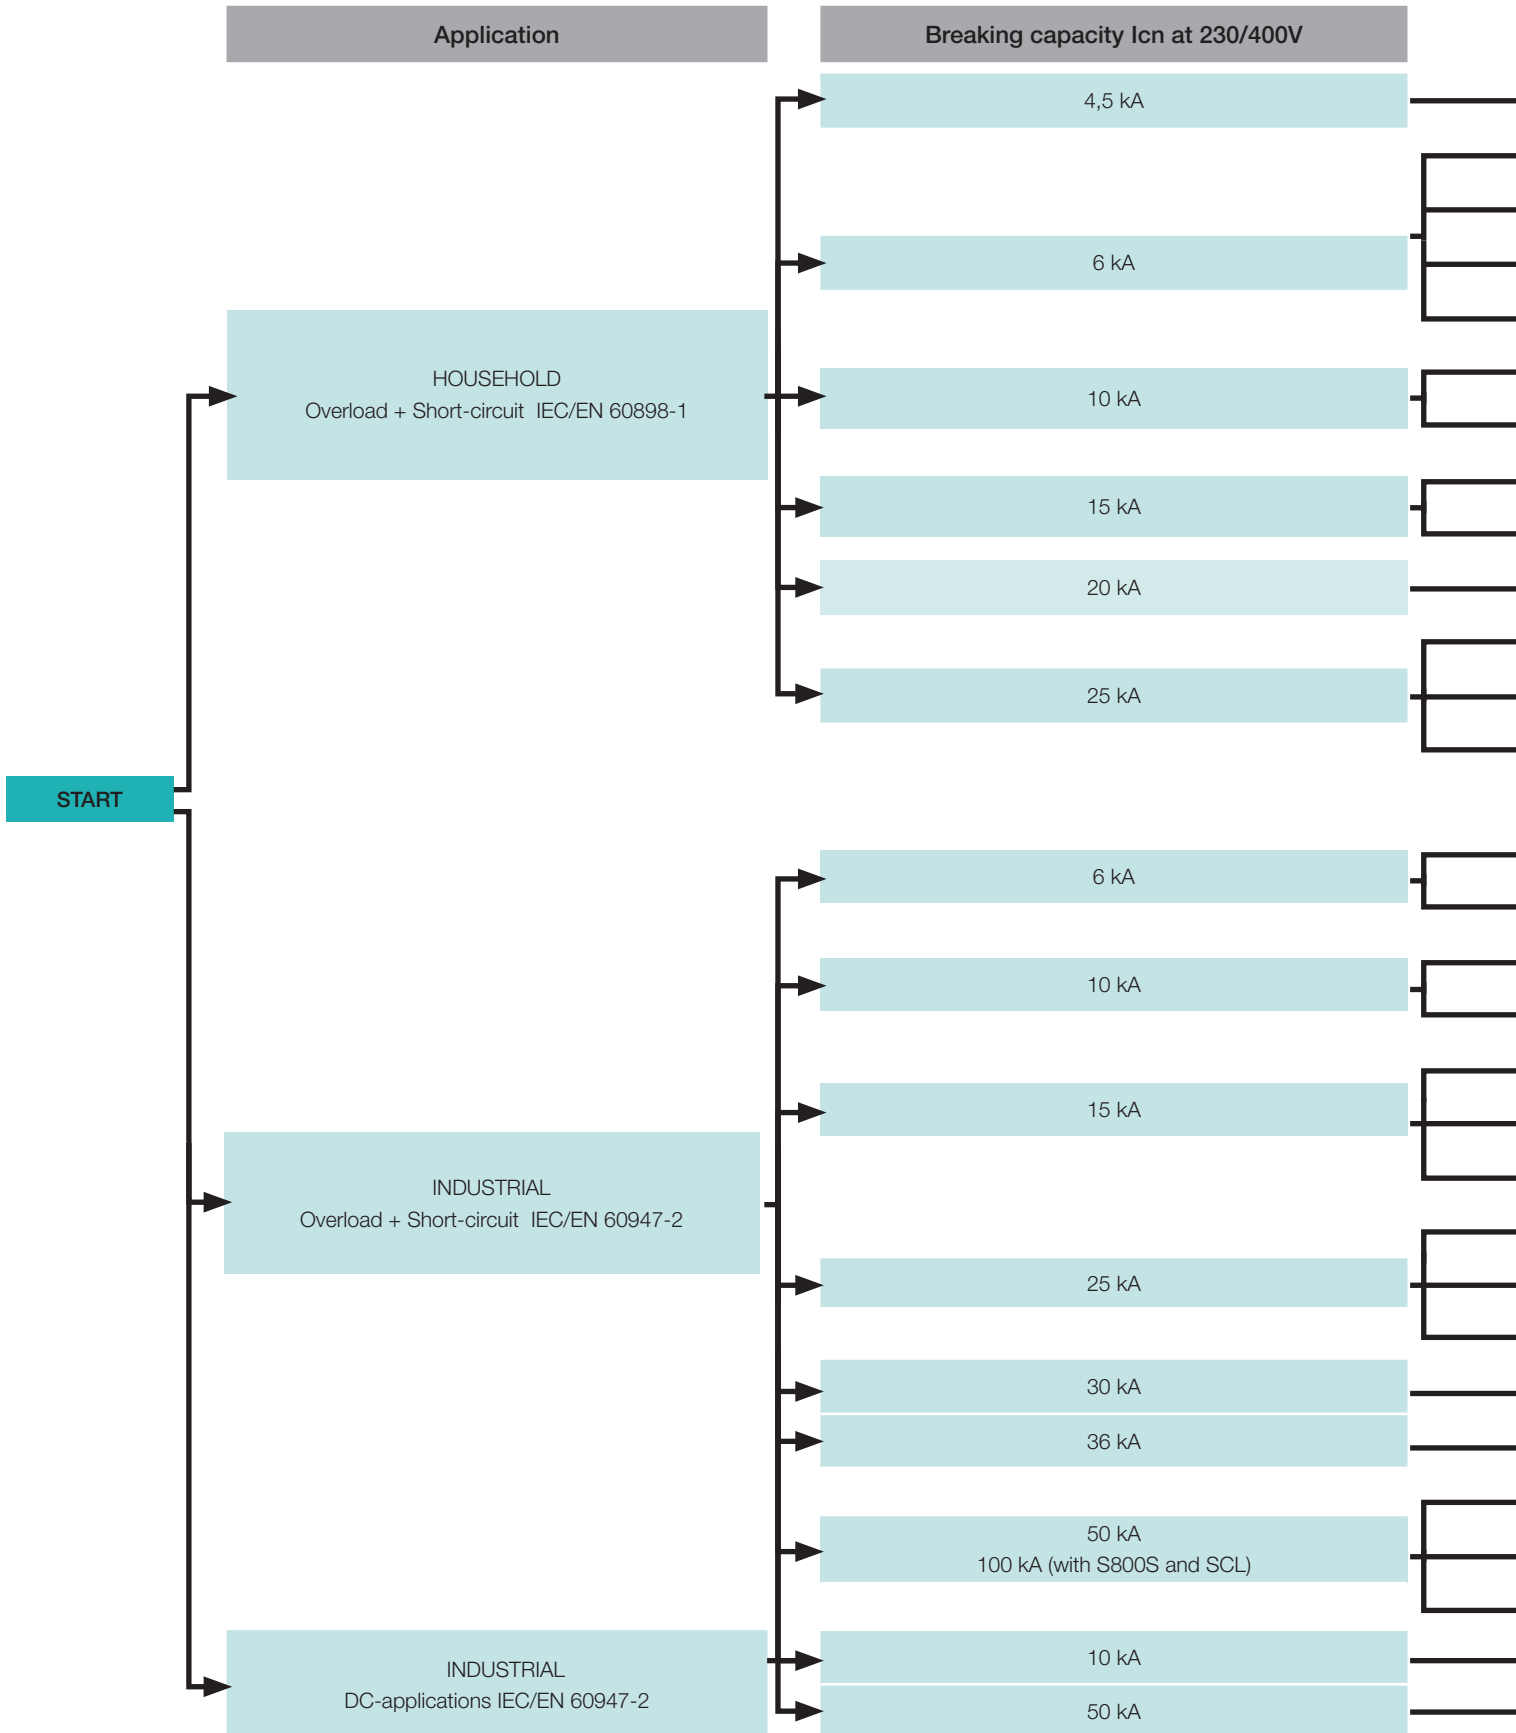 Application
Breaking capacity Icn at 230/400V
4,5 kA
6 kA
HOUSEHOLD
Overload + Short-circuit IEC/EN 60898-1
10 kA
15 kA
20 kA
25 kA
START
6 kA
10 kA
15 kA
INDUSTRIAL
Overload + Short-circuit IEC/EN 60947-2
25 kA
30 kA
36 kA
50 kA
100 kA (with S800S and SCL)
INDUSTRIAL
DC-applications IEC/EN 60947-2
10 kA
50 kA